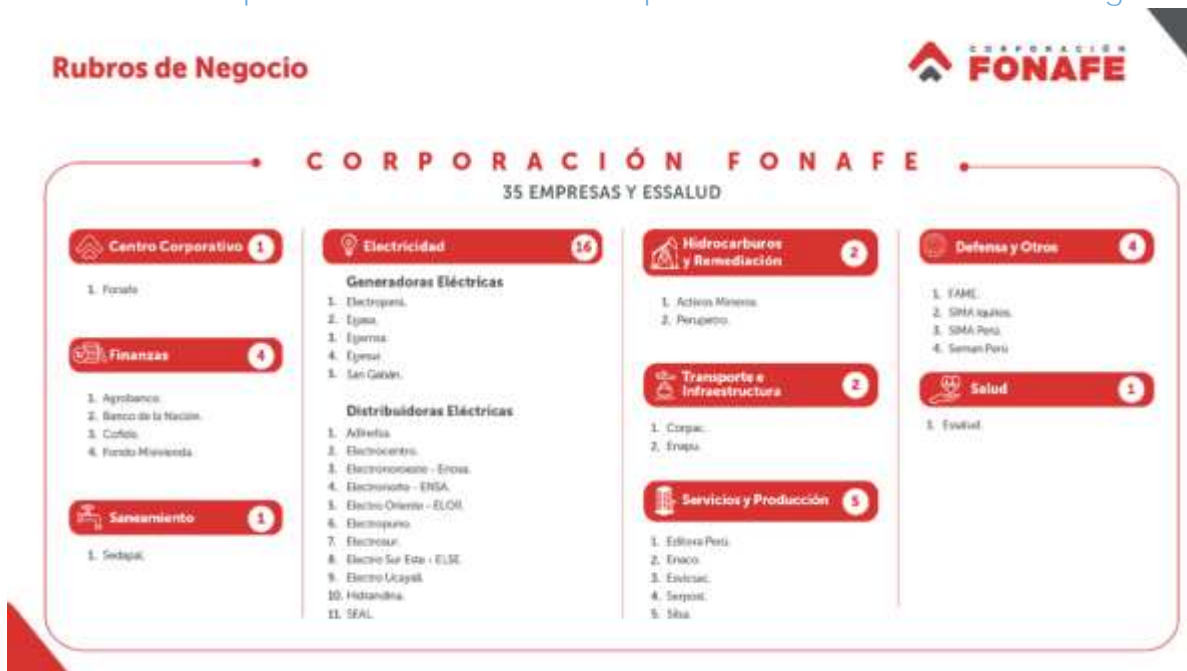 Rubros de Negocio
CORPORACIÓN
FONAFE
CORPORACIÓN FONAFE
35 EMPRESAS Y ESSALUD
Centro Corporativo 1
1. Fonafe
Finanzas 4
1. Agrobanco.
2. Banco de la Nación.
3. Cofide.
4. Fondo Mivivienda.
Saneamiento 1
1. Sedapal.
Electricidad 16
Generadoras Eléctricas
1. Electroperú.
2. Egasa.
3. Egemsa.
4. Egesur.
5. San Gabán.
Distribuidoras Eléctricas
1. Adinelsa.
2. Electrocentro.
3. Electronoroeste - Enosa.
4. Electronorte - ENSA.
5. Electro Oriente - ELOR.
6. Electropuno.
7. Electrosur.
8. Electro Sur Este - ELSE.
9. Electro Ucayali.
10. Hidrandina.
11. SEAL.
Hidrocarburos
y Remediación 2
1. Activos Mineros.
2. Perupetro.
Transporte e
Infraestructura 2
1. Corpac.
2. Enapu.
Servicios y Producción 5
1. Editora Perú.
2. Enaco.
3. Esvicsac.
4. Serpost.
5. Silsa.
Defensa y Otros 4
1. FAME.
2. SIMA Iquitos.
3. SIMA Perú.
4. Seman Perú
Salud 1
1. EsSalud.